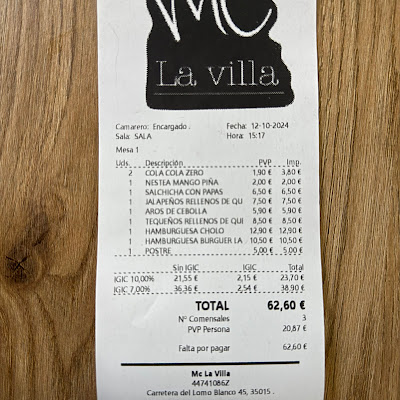 Mc
La villa
Camarero: Encargado . Fecha: 12-10-2024
Sala: SALA Hora: 15:17
Mesa 1
Uds. Descripción PVP Imp.
2 COLA COLA ZERO 1,90 € 3,80 €
1 NESTEA MANGO PIÑA 2,00 € 2,00 €
1 SALCHICHA CON PAPAS 6,50 € 6,50 €
1 JALAPEÑOS RELLENOS DE QU 7,50 € 7,50 €
1 AROS DE CEBOLLA 5,90 € 5,90 €
1 TEQUEÑOS RELLENOS DE QUI 8,50 € 8,50 €
1 HAMBURGUESA CHOLO 12,90 € 12,90 €
1 HAMBURGUESA BURGUER LA 10,50 € 10,50 €
1 POSTRE 5,00 € 5,00 €
Sin IGIC IGIC Total
IGIC 10,00% 21,55 € 2,15 € 23,70 €
IGIC 7,00% 36,36 € 2,54 € 38,90 €
TOTAL 62,60 €
Nº Comensales 3
PVP Persona 20,87 €
Falta por pagar 62,60 €
Mc La Villa
44741086Z
Carretera del Lomo Blanco 45, 35015 .